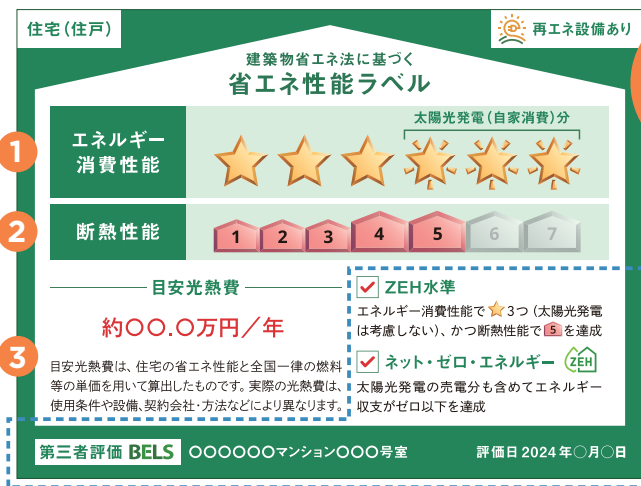 住宅（住戸）
再エネ設備あり
建築物省エネ法に基づく
省エネ性能ラベル
1
エネルギー
消費性能
太陽光発電（自家消費）分
2
断熱性能
1 2 3 4 5 6 7
3
目安光熱費
約〇〇.〇万円／年
目安光熱費は、住宅の省エネ性能と全国一律の燃料
等の単価を用いて算出したものです。実際の光熱費は、
使用条件や設備、契約会社・方法などにより異なります。
ZEH水準
エネルギー消費性能で3つ（太陽光発電
は考慮しない）、かつ断熱性能で5を達成
ネット・ゼロ・エネルギー ZEH
太陽光発電の売電分も含めてエネルギー
収支がゼロ以下を達成
第三者評価 BELS 〇〇〇〇〇〇マンション〇〇〇号室 評価日 2024年〇月〇日